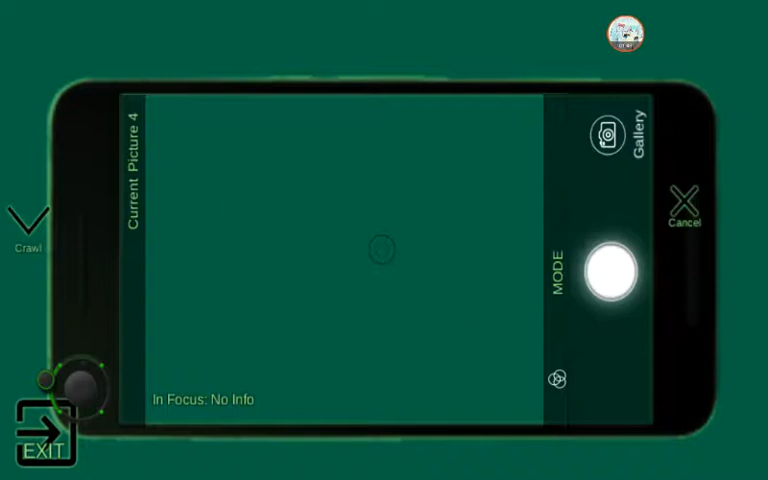 Current Picture 4
Gallery
Cancel
Crawl
MODE
In Focus: No Info
EXIT